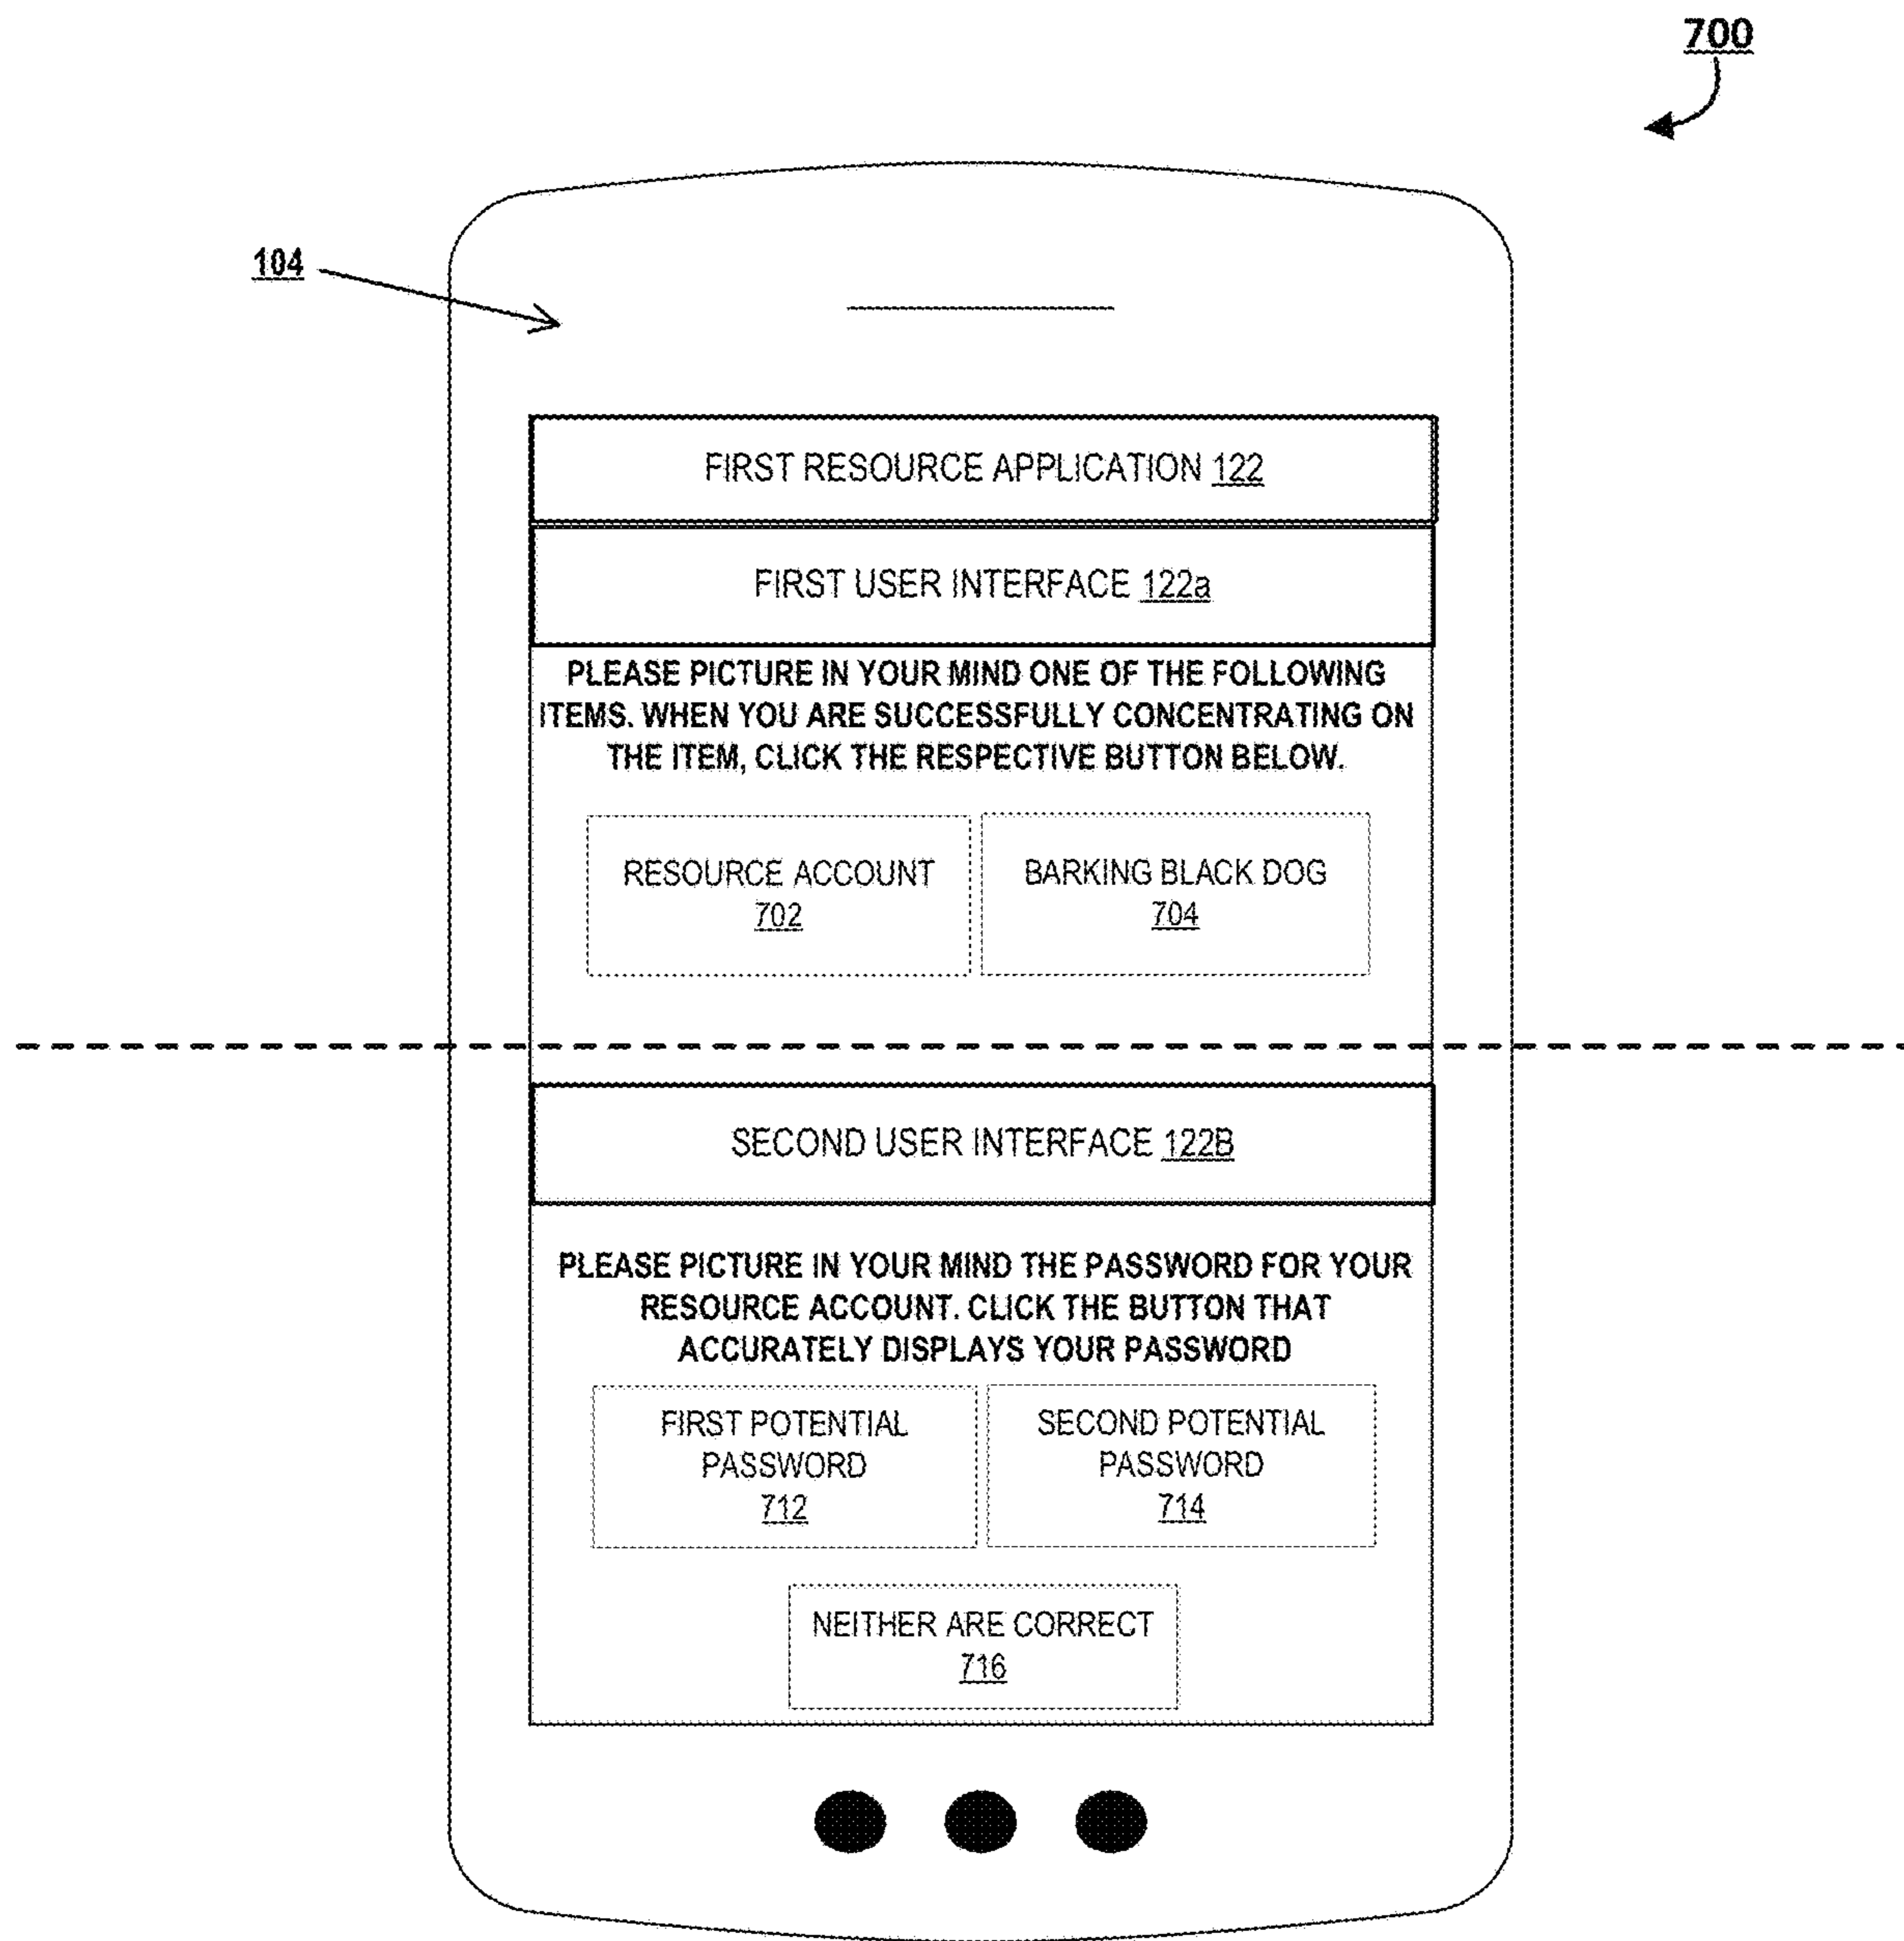 700
104
FIRST RESOURCE APPLICATION 122
FIRST USER INTERFACE 122a
PLEASE PICTURE IN YOUR MIND ONE OF THE FOLLOWING
ITEMS. WHEN YOU ARE SUCCESSFULLY CONCENTRATING ON
THE ITEM, CLICK THE RESPECTIVE BUTTON BELOW.
RESOURCE ACCOUNT
702
BARKING BLACK DOG
704
SECOND USER INTERFACE 122B
PLEASE PICTURE IN YOUR MIND THE PASSWORD FOR YOUR
RESOURCE ACCOUNT. CLICK THE BUTTON THAT
ACCURATELY DISPLAYS YOUR PASSWORD
FIRST POTENTIAL
PASSWORD
712
SECOND POTENTIAL
PASSWORD
714
NEITHER ARE CORRECT
716